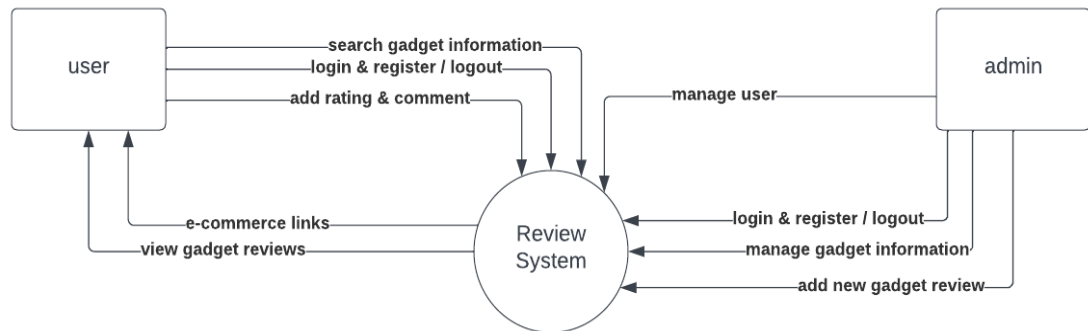 user
admin
search gadget information
login & register / logout
add rating & comment
manage user
e-commerce links
view gadget reviews
Review
System
login & register / logout
manage gadget information
add new gadget review